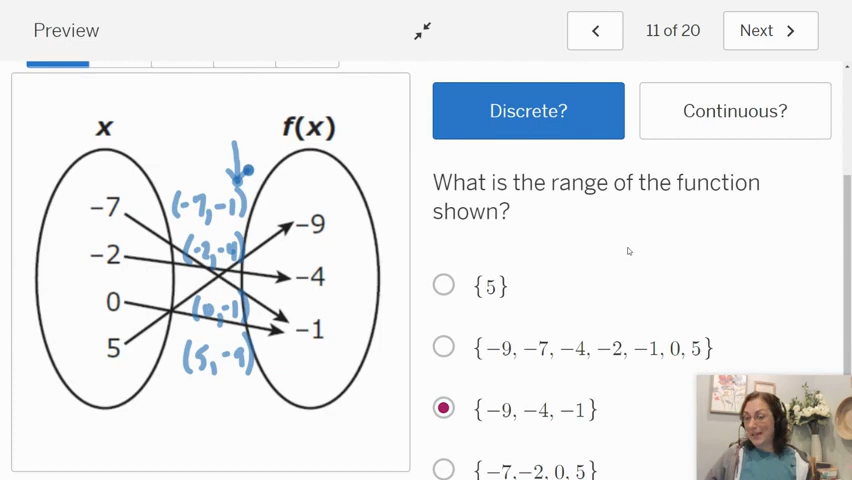 Preview
11 of 20
Next
x
f(x)
Discrete?
Continuous?
−7
−2
0
5
(-7,-1)
(-2,-4)
(0,-1)
(5,-9)
−9
−4
−1
What is the range of the function
shown?
{5}
{−9, −7, −4, −2, −1, 0, 5}
{−9, −4, −1}
{−7,−2, 0, 5}